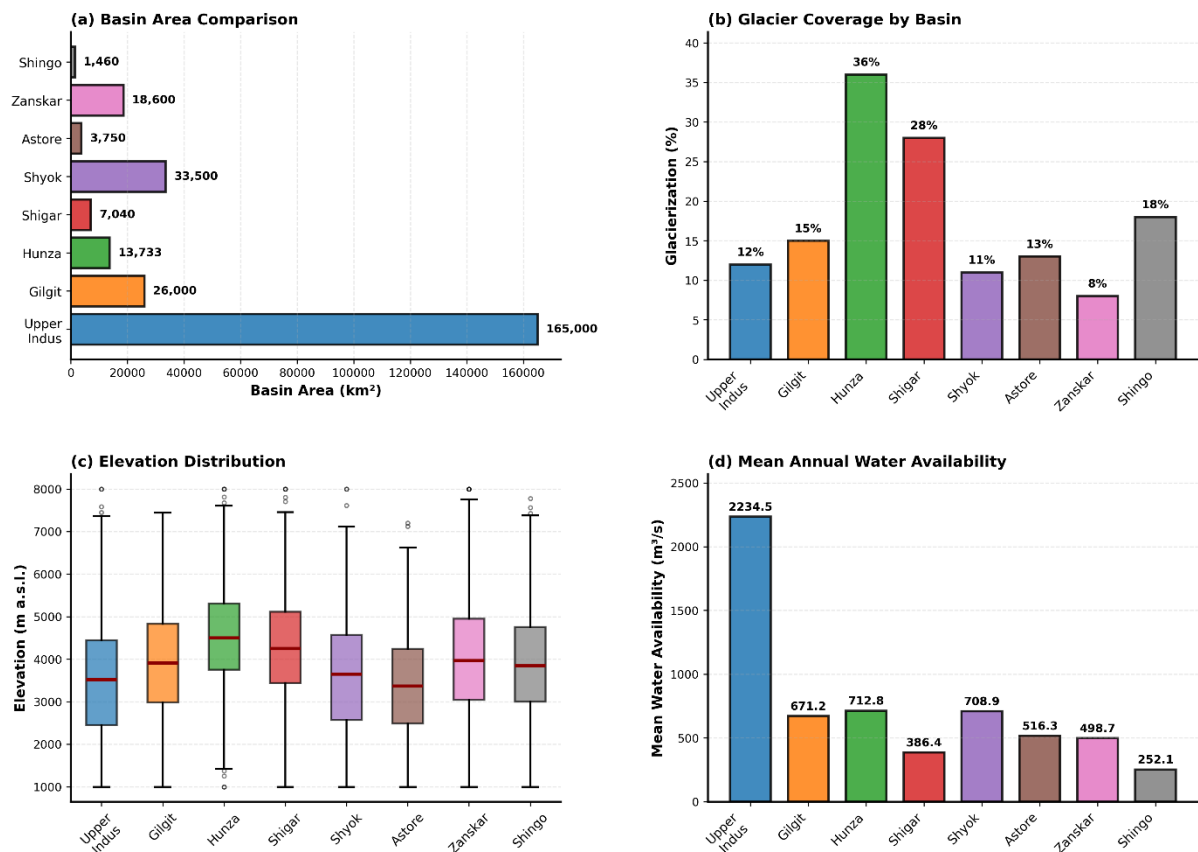 (a) Basin Area Comparison
Shingo
1,460
Zanskar
18,600
Astore
3,750
Shyok
33,500
Shigar
7,040
Hunza
13,733
Gilgit
26,000
Upper
Indus
165,000
0 20000 40000 60000 80000 100000 120000 140000 160000
Basin Area (km²)
(b) Glacier Coverage by Basin
Glacierization (%)
40
35
30
25
20
15
10
5
0
12%
15%
36%
28%
11%
13%
8%
18%
Upper
Indus
Gilgit
Hunza
Shigar
Shyok
Astore
Zanskar
Shingo
(c) Elevation Distribution
Elevation (m a.s.l.)
8000
7000
6000
5000
4000
3000
2000
1000
Upper
Indus
Gilgit
Hunza
Shigar
Shyok
Astore
Zanskar
Shingo
(d) Mean Annual Water Availability
Mean Water Availability (m³/s)
2500
2000
1500
1000
500
0
2234.5
671.2
712.8
386.4
708.9
516.3
498.7
252.1
Upper
Indus
Gilgit
Hunza
Shigar
Shyok
Astore
Zanskar
Shingo